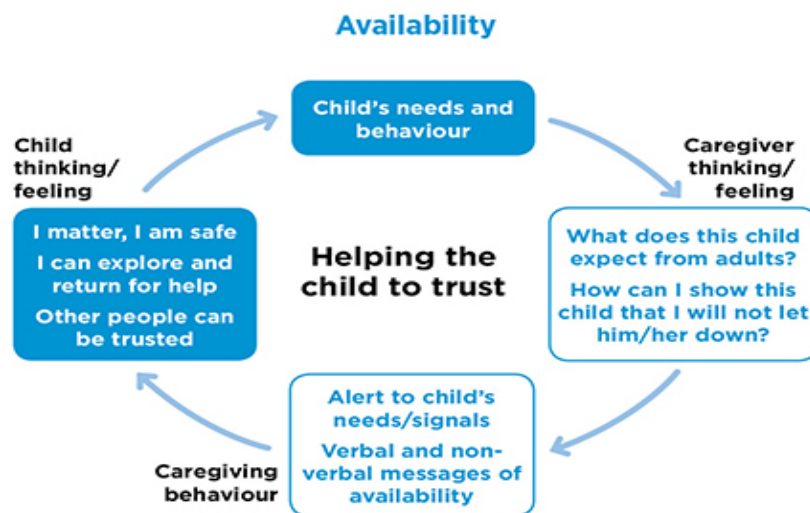 Availability
Child's needs and
behaviour
Child
thinking/
feeling
Caregiver
thinking/
feeling
I matter, I am safe
I can explore and
return for help
Other people can
be trusted
Helping the
child to trust
What does this child
expect from adults?
How can I show this
child that I will not let
him/her down?
Alert to child's
needs/signals
Verbal and non-
verbal messages of
availability
Caregiving
behaviour